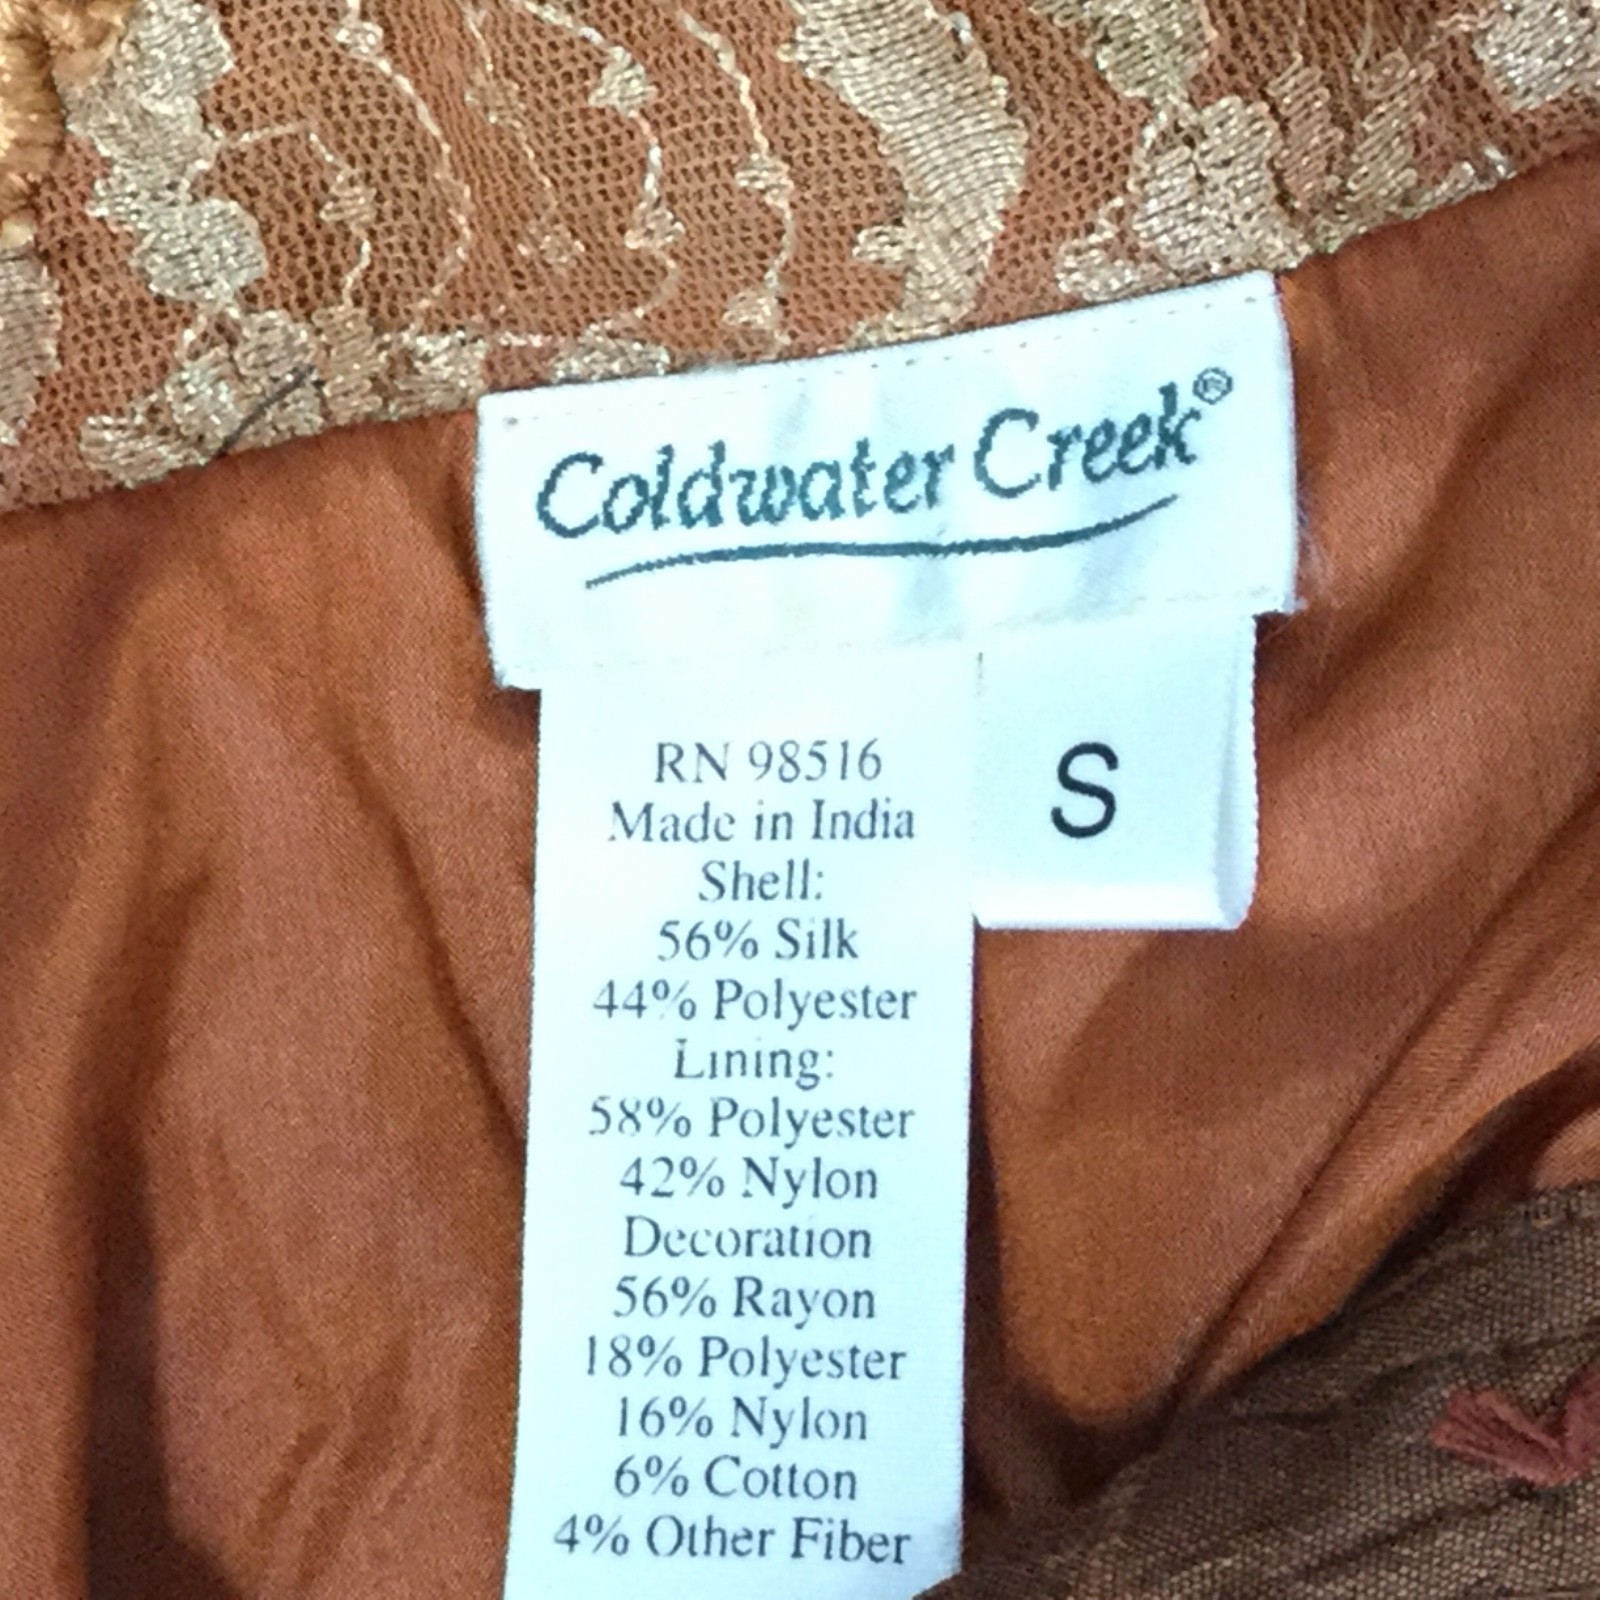 Coldwater Creek®
S
RN 98516
Made in India
Shell:
56% Silk
44% Polyester
Lining:
58% Polyester
42% Nylon
Decoration
56% Rayon
18% Polyester
16% Nylon
6% Cotton
4% Other Fiber